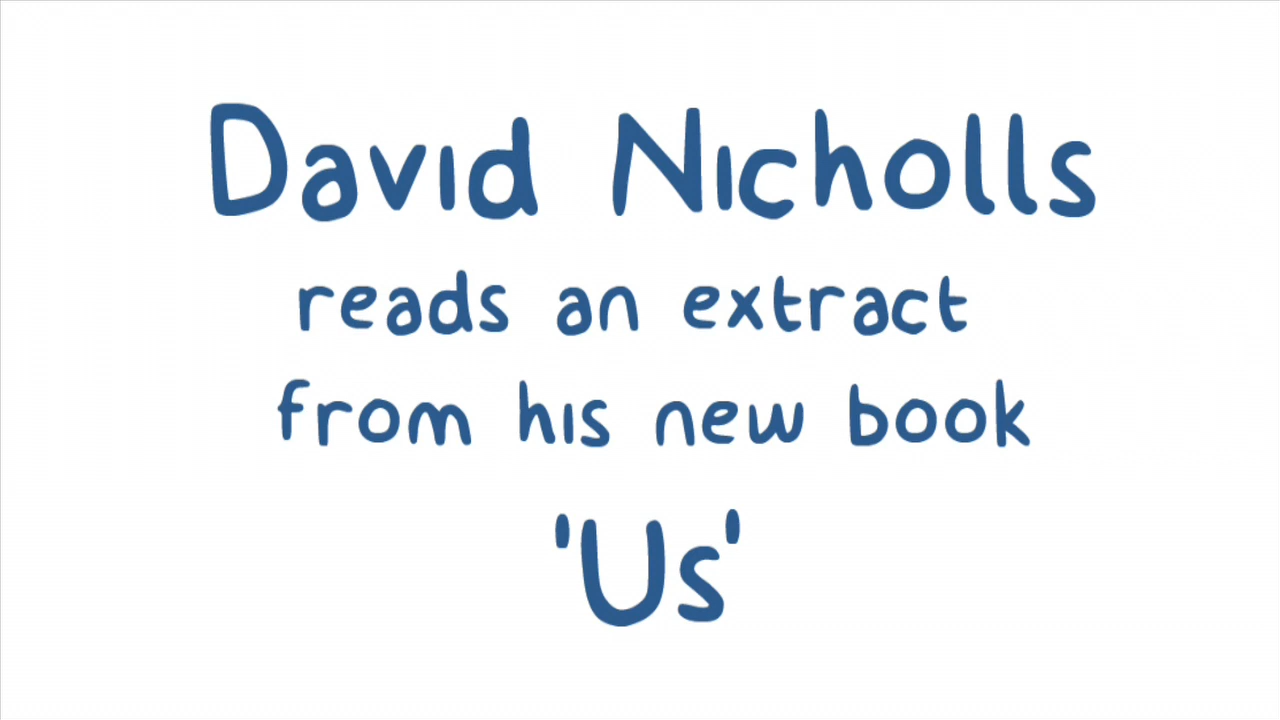 David Nicholls
reads an extract
from his new book
'Us'